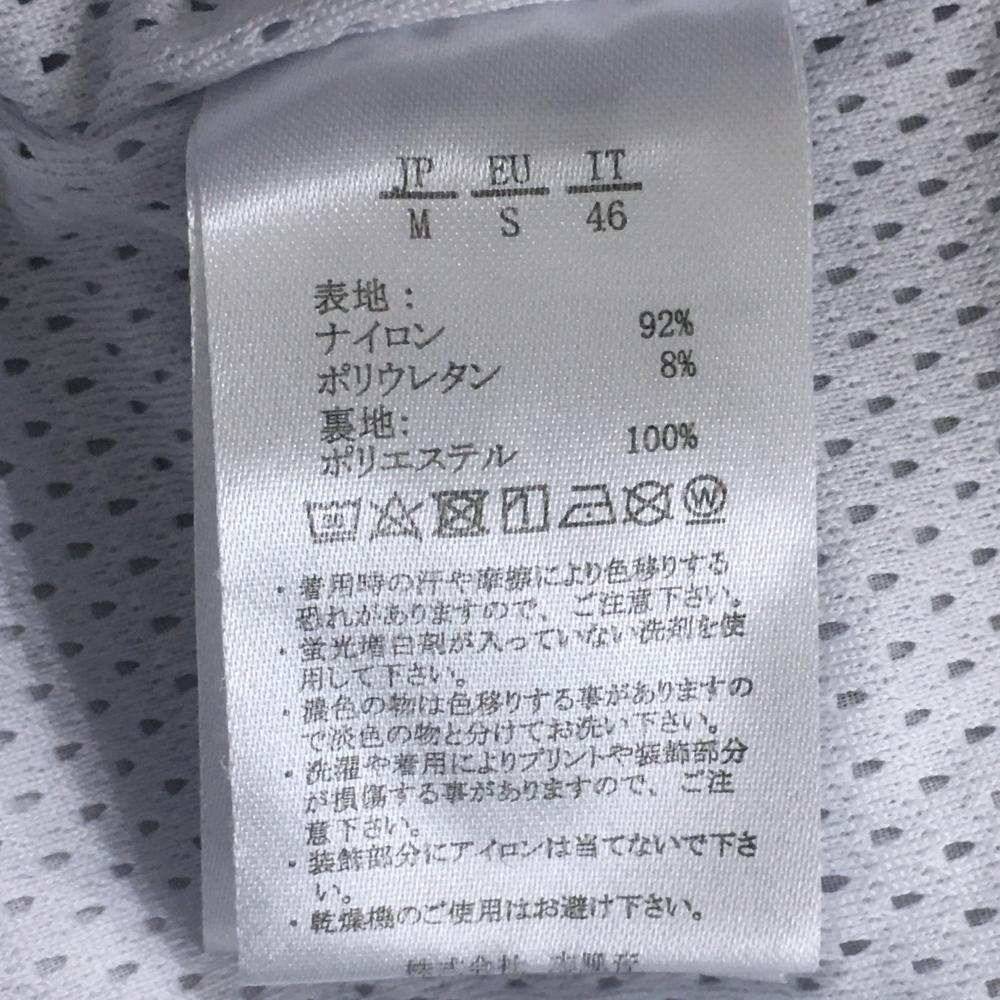 JP EU IT
M S 46
表地：
ナイロン 92%
ポリウレタン 8%
裏地：
ポリエステル 100%
W
・着用時の汗や摩擦により色移りする
恐れがありますので、ご注意下さい。
・蛍光増白剤が入っていない洗剤を使
用して下さい。
・濃色の物は色移りする事がありますの
で淡色の物と分けてお洗い下さい。
・洗濯や着用によりプリントや装飾部分
が損傷する事がありますので、ご注
意下さい。
・装飾部分にアイロンは当てないで下さ
い。
・乾燥機のご使用はお避け下さい。
株式会社